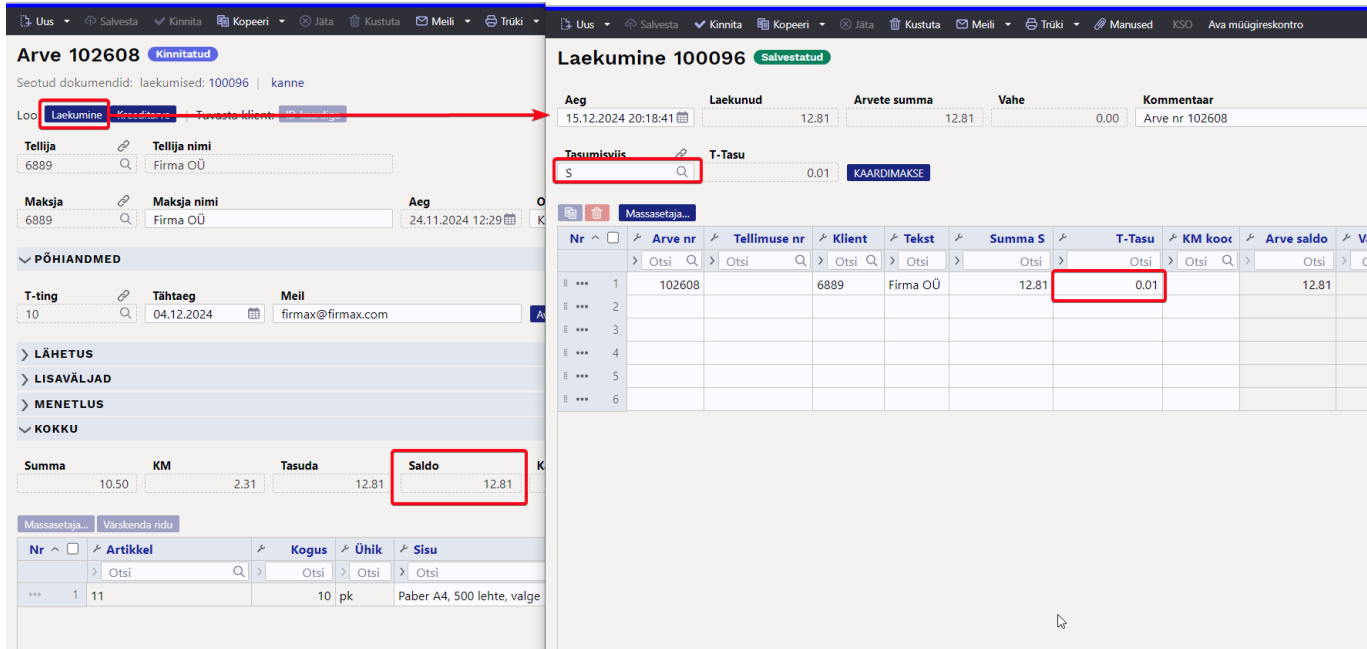 Uus Salvesta Kinnita Kopeeri Jäta Kustuta Meili Trüki
Arve 102608 Kinnitatud
Seotud dokumendid: laekumised: 100096 | kanne
Loo Laekumine Kreeditarve Tuvasta klient:
Tellija Tellija nimi
6889 Firma OÜ
Maksja Maksja nimi Aeg O
6889 Firma OÜ 24.11.2024 12:29 K
PÕHIANDMED
T-ting Tähtaeg Meil
10 04.12.2024 firmax@firmax.com
LÄHETUS
LISAVÄLJAD
MENETLUS
KOKKU
Summa KM Tasuda Saldo
10.50 2.31 12.81 12.81
Massasetaja... Värskenda ridu
Nr Artikkel Kogus Ühik Sisu
Otsi Otsi Otsi Otsi
1 11 10 pk Paber A4, 500 lehte, valge
Uus Salvesta Kinnita Kopeeri Jäta Kustuta Meili Trüki Manused KSO Ava müügireskontro
Laekumine 100096 Salvestatud
Aeg Laekunud Arvete summa Vahe Kommentaar
15.12.2024 20:18:41 12.81 12.81 0.00 Arve nr 102608
Tasumisviis T-Tasu
S 0.01 KAARDIMAKSE
Massasetaja...
Nr Arve nr Tellimuse nr Klient Tekst Summa S T-Tasu KM kood Arve saldo
Otsi Otsi Otsi Otsi Otsi Otsi Otsi Otsi
1 102608 6889 Firma OÜ 12.81 0.01 12.81
2
3
4
5
6